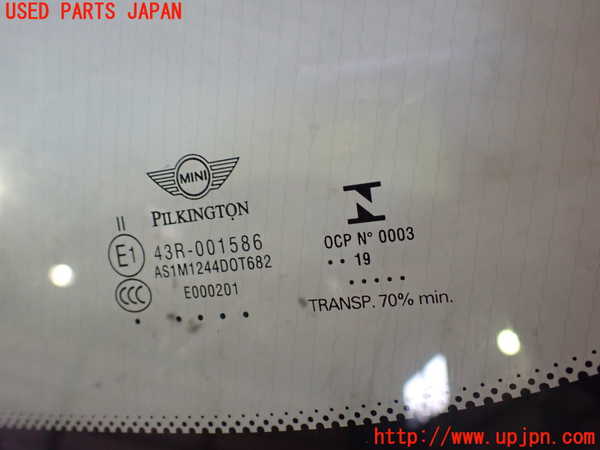 USED PARTS JAPAN
MINI
PILKINGTON
II
E1
43R-001586
AS1M1244DOT682
CCC
E000201
OCP Nº 0003
•• 19
•••••
TRANSP. 70% min.
http://www.upjpn.com/